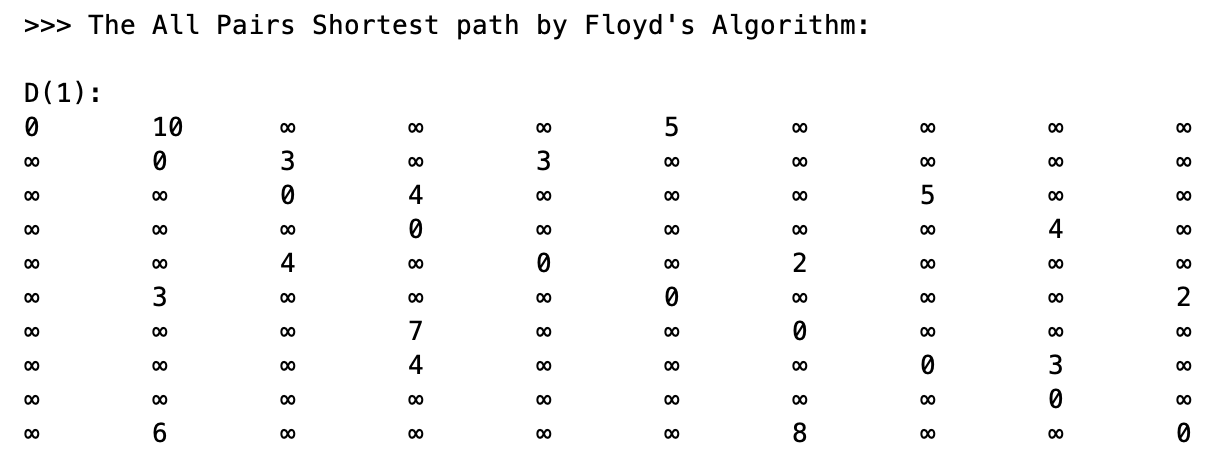 >>> The All Pairs Shortest path by Floyd's Algorithm:
D(1):
0 10 ∞ ∞ ∞ 5 ∞ ∞ ∞ ∞
∞ 0 3 ∞ 3 ∞ ∞ ∞ ∞ ∞
∞ ∞ 0 4 ∞ ∞ ∞ 5 ∞ ∞
∞ ∞ ∞ 0 ∞ ∞ ∞ ∞ 4 ∞
∞ ∞ 4 ∞ 0 ∞ 2 ∞ ∞ ∞
∞ 3 ∞ ∞ ∞ 0 ∞ ∞ ∞ 2
∞ ∞ ∞ 7 ∞ ∞ 0 ∞ ∞ ∞
∞ ∞ ∞ 4 ∞ ∞ ∞ 0 3 ∞
∞ ∞ ∞ ∞ ∞ ∞ ∞ ∞ 0 ∞
∞ 6 ∞ ∞ ∞ ∞ 8 ∞ ∞ 0